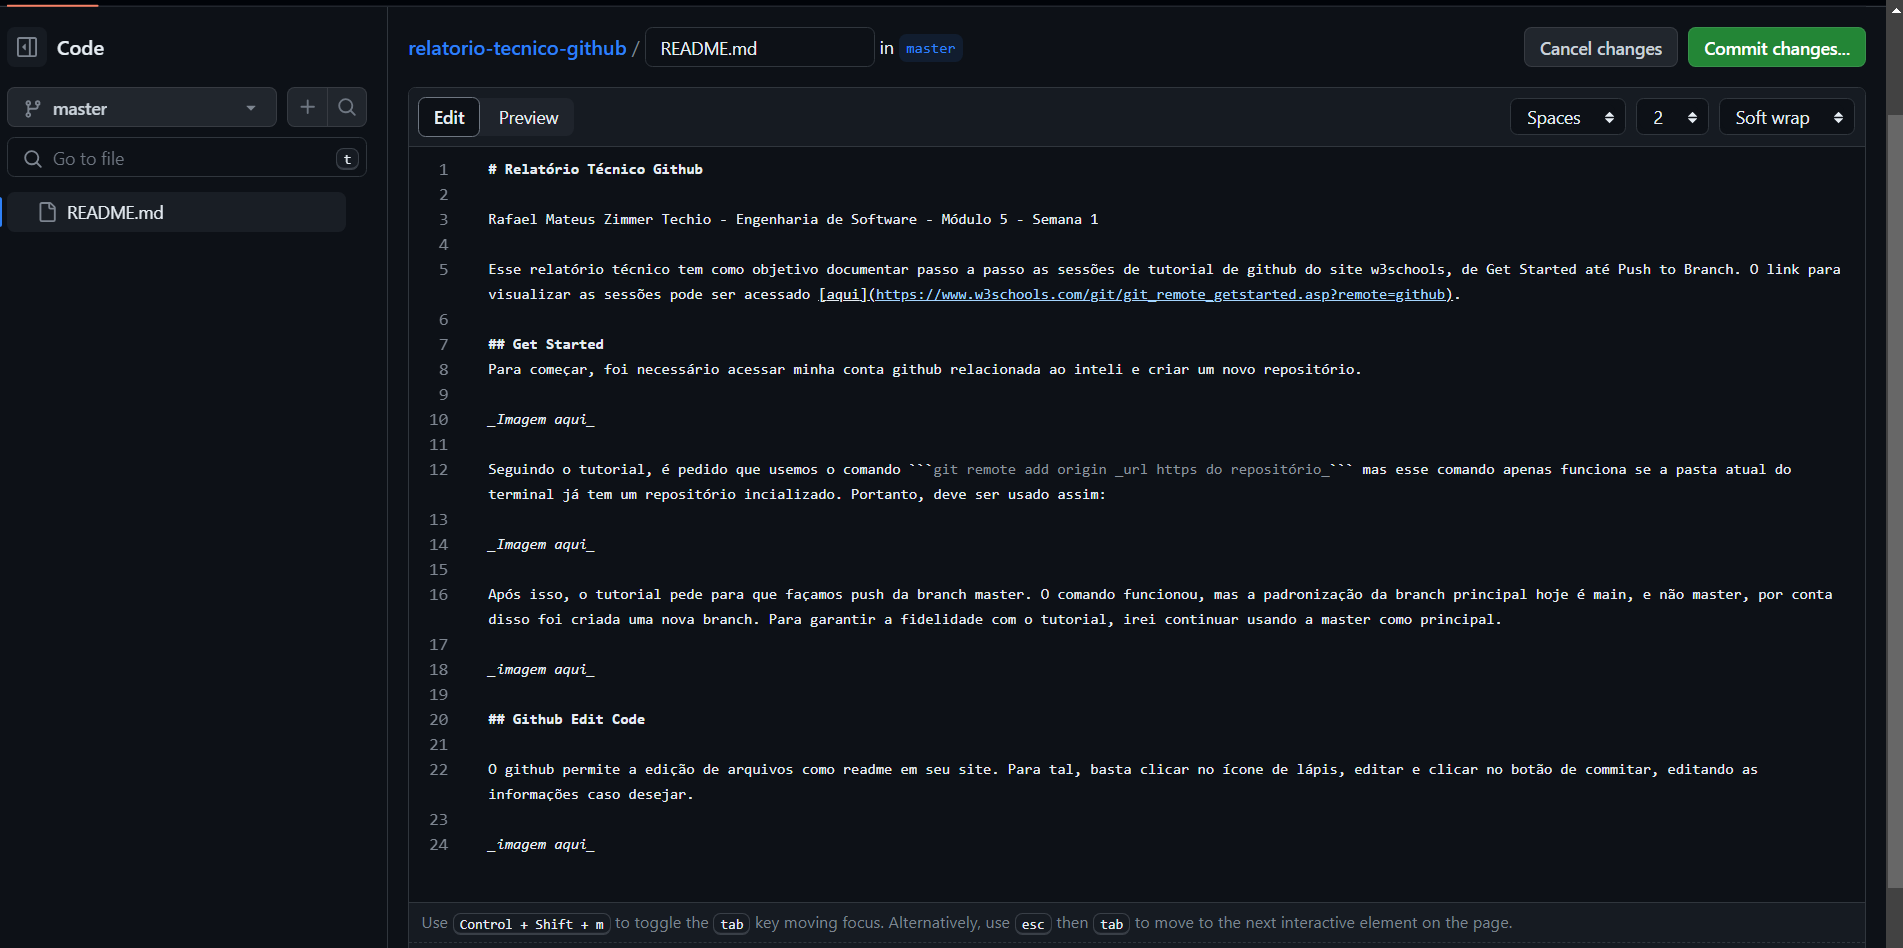 Code
relatorio-tecnico-github / README.md in master
Cancel changes
Commit changes...
master
Go to file
t
README.md
Edit
Preview
Spaces
2
Soft wrap
1 # Relatório Técnico Github
2
3 Rafael Mateus Zimmer Techio - Engenharia de Software - Módulo 5 - Semana 1
4
5 Esse relatório técnico tem como objetivo documentar passo a passo as sessões de tutorial de github do site w3schools, de Get Started até Push to Branch. O link para
visualizar as sessões pode ser acessado [aqui](https://www.w3schools.com/git/git_remote_getstarted.asp?remote=github).
6
7 ## Get Started
8 Para começar, foi necessário acessar minha conta github relacionada ao inteli e criar um novo repositório.
9
10 _Imagem aqui_
11
12 Seguindo o tutorial, é pedido que usemos o comando ```git remote add origin _url https do repositório_``` mas esse comando apenas funciona se a pasta atual do
terminal já tem um repositório incializado. Portanto, deve ser usado assim:
13
14 _Imagem aqui_
15
16 Após isso, o tutorial pede para que façamos push da branch master. O comando funcionou, mas a padronização da branch principal hoje é main, e não master, por conta
disso foi criada uma nova branch. Para garantir a fidelidade com o tutorial, irei continuar usando a master como principal.
17
18 _imagem aqui_
19
20 ## Github Edit Code
21
22 O github permite a edição de arquivos como readme em seu site. Para tal, basta clicar no ícone de lápis, editar e clicar no botão de commitar, editando as
informações caso desejar.
23
24 _imagem aqui_
Use Control + Shift + m to toggle the tab key moving focus. Alternatively, use esc then tab to move to the next interactive element on the page.